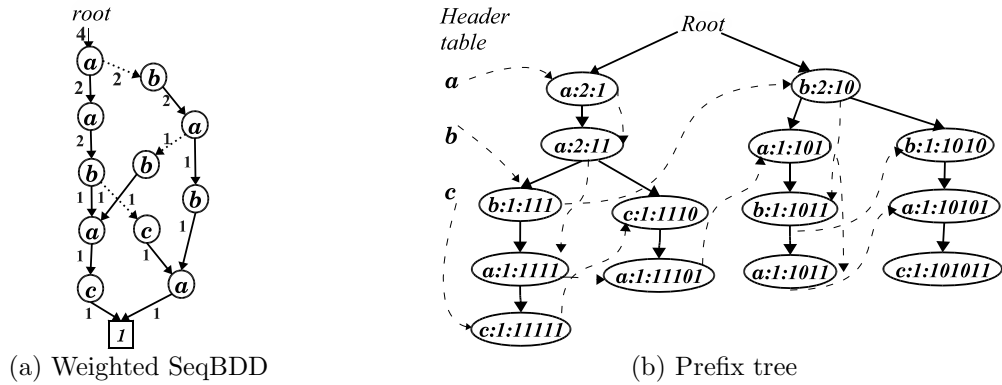 root
4
a
2
b
2
2
a
a
1
2
b
1
b
b
1
1
1
1
a
c
1
1
1
c
a
1
1
1
(a) Weighted SeqBDD
Header
table
Root
a
a:2:1
b:2:10
b
a:2:11
a:1:101
b:1:1010
c
b:1:111
c:1:1110
b:1:1011
a:1:10101
a:1:1111
a:1:11101
a:1:1011
c:1:101011
c:1:11111
(b) Prefix tree